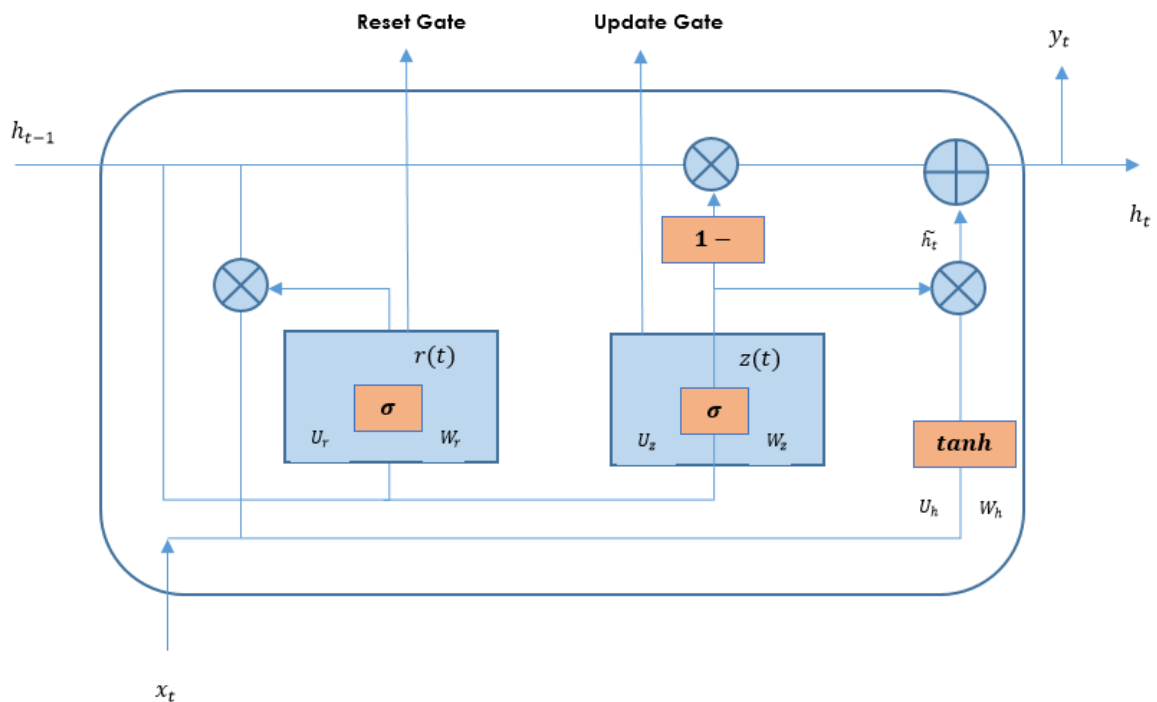 Reset Gate
Update Gate
y_t
h_{t-1}
h_t
1 −
h̃_t
r(t)
z(t)
σ
σ
U_r
W_r
U_z
W_z
tanh
U_h
W_h
x_t